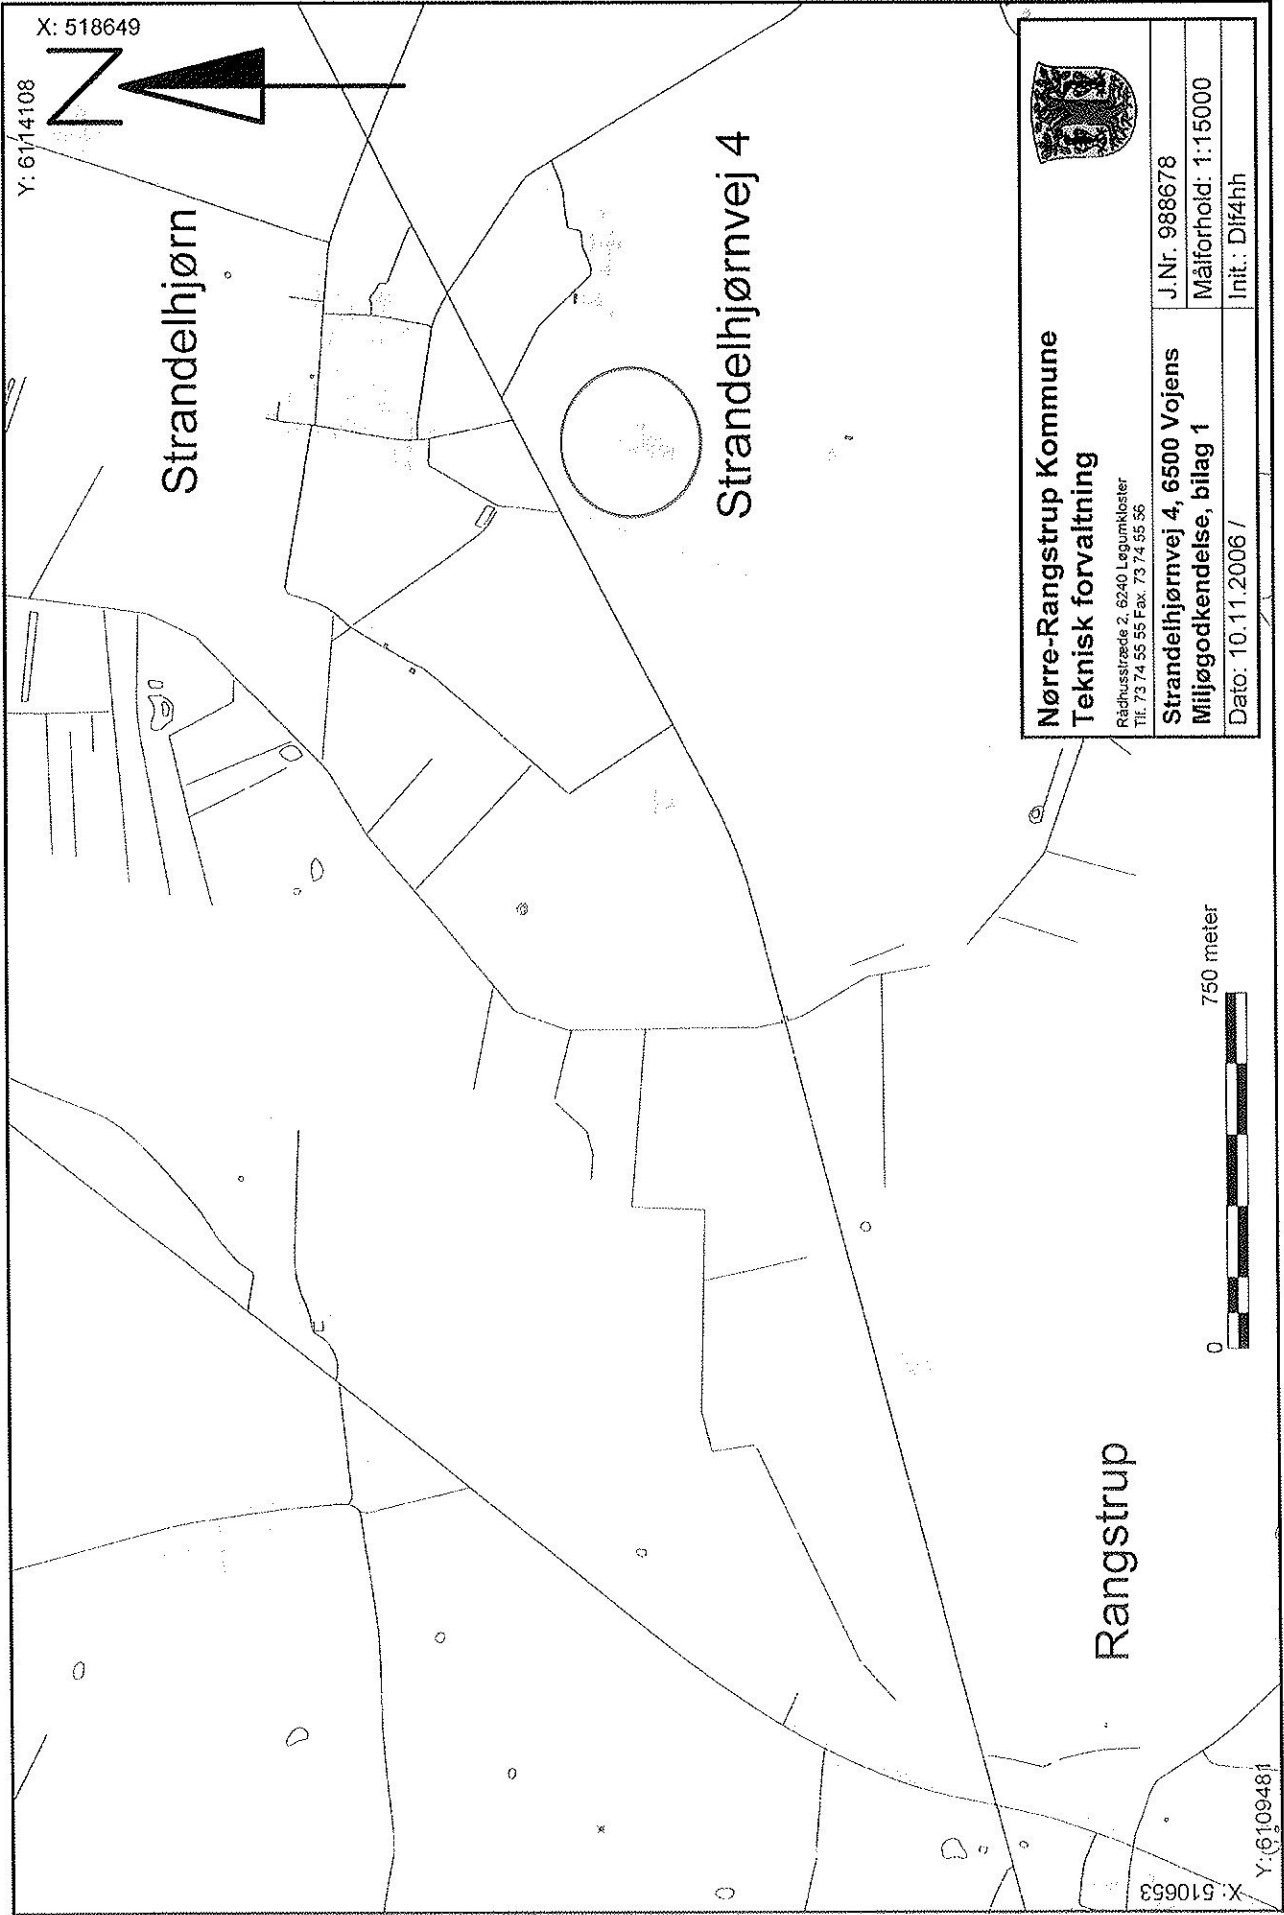 X: 518649
Y: 6114108
N
Strandelhjørn
Strandelhjørnvej 4
Rangstrup
0
750 meter
X: 510653
Y: 6109481
Nørre-Rangstrup Kommune
Teknisk forvaltning
Rådhusstræde 2, 6240 Løgumkloster
Tlf. 73 74 55 55 Fax. 73 74 55 56
Strandelhjørnvej 4, 6500 Vojens
Miljøgodkendelse, bilag 1
Dato: 10.11.2006 /
J.Nr. 988678
Målforhold: 1:15000
Init.: Dlf4hh